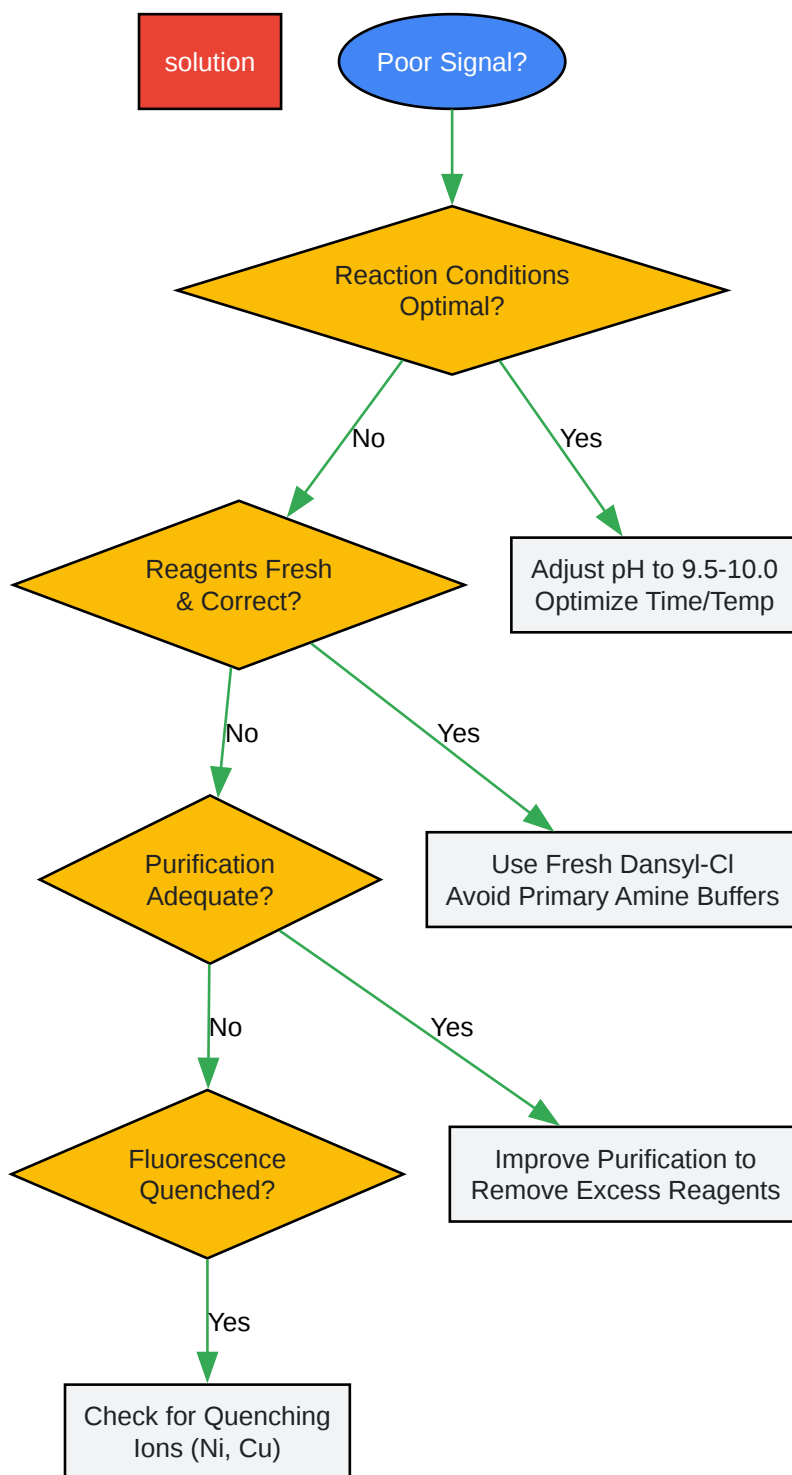 solution
Poor Signal?
Reaction Conditions
Optimal?
No
Yes
Reagents Fresh
& Correct?
Adjust pH to 9.5-10.0
Optimize Time/Temp
No
Yes
Purification
Adequate?
Use Fresh Dansyl-Cl
Avoid Primary Amine Buffers
No
Yes
Fluorescence
Quenched?
Improve Purification to
Remove Excess Reagents
Yes
Check for Quenching
Ions (Ni, Cu)